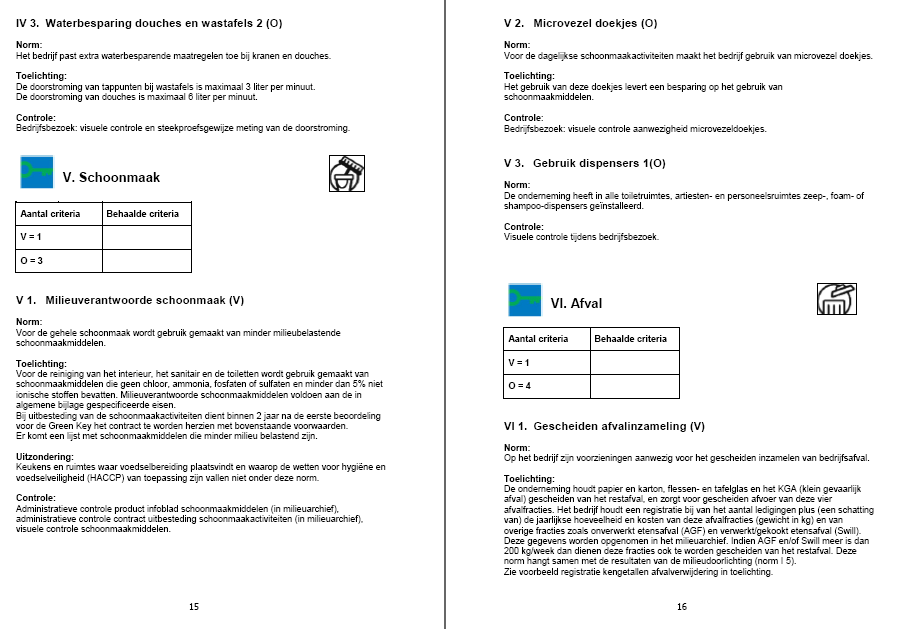 IV 3. Waterbesparing douches en wastafels 2 (O)
Norm:
Het bedrijf past extra waterbesparende maatregelen toe bij kranen en douches.
Toelichting:
De doorstroming van tappunten bij wastafels is maximaal 3 liter per minuut.
De doorstroming van douches is maximaal 6 liter per minuut.
Controle:
Bedrijfsbezoek: visuele controle en steekproefsgewijze meting van de doorstroming.
V. Schoonmaak
Aantal criteria Behaalde criteria
V = 1
O = 3
V 1. Milieuverantwoorde schoonmaak (V)
Norm:
Voor de gehele schoonmaak wordt gebruik gemaakt van minder milieubelastende
schoonmaakmiddelen.
Toelichting:
Voor de reiniging van het interieur, het sanitair en de toiletten wordt gebruik gemaakt van
schoonmaakmiddelen die geen chloor, ammonia, fosfaten of sulfaten en minder dan 5% niet
ionische stoffen bevatten. Milieuverantwoorde schoonmaakmiddelen voldoen aan de in
algemene bijlage gespecificeerde eisen.
Bij uitbesteding van de schoonmaakactiviteiten dient binnen 2 jaar na de eerste beoordeling
voor de Green Key het contract te worden herzien met bovenstaande voorwaarden.
Er komt een lijst met schoonmaakmiddelen die minder milieu belastend zijn.
Uitzondering:
Keukens en ruimtes waar voedselbereiding plaatsvindt en waarop de wetten voor hygiëne en
voedselveiligheid (HACCP) van toepassing zijn vallen niet onder deze norm.
Controle:
Administratieve controle product infoblad schoonmaakmiddelen (in milieuarchief),
administratieve controle contract uitbesteding schoonmaakactiviteiten (in milieuarchief),
visuele controle schoonmaakmiddelen.
15
V 2. Microvezel doekjes (O)
Norm:
Voor de dagelijkse schoonmaakactiviteiten maakt het bedrijf gebruik van microvezel doekjes.
Toelichting:
Het gebruik van deze doekjes levert een besparing op het gebruik van
schoonmaakmiddelen.
Controle:
Bedrijfsbezoek: visuele controle aanwezigheid microvezeldoekjes.
V 3. Gebruik dispensers 1(O)
Norm:
De onderneming heeft in alle toiletruimtes, artiesten- en personeelsruimtes zeep-, foam- of
shampoo-dispensers geïnstalleerd.
Controle:
Visuele controle tijdens bedrijfsbezoek.
VI. Afval
Aantal criteria Behaalde criteria
V = 1
O = 4
VI 1. Gescheiden afvalinzameling (V)
Norm:
Op het bedrijf zijn voorzieningen aanwezig voor het gescheiden inzamelen van bedrijfsafval.
Toelichting:
De onderneming houdt papier en karton, flessen- en tafelglas en het KGA (klein gevaarlijk
afval) gescheiden van het restafval, en zorgt voor gescheiden afvoer van deze vier
afvalfracties. Het bedrijf houdt een registratie bij van het aantal ledigingen plus (een schatting
van) de jaarlijkse hoeveelheid en kosten van deze afvalfracties (gewicht in kg) en van
overige fracties zoals onverwerkt etensafval (AGF) en verwerkt/gekookt etensafval (Swill).
Deze gegevens worden opgenomen in het milieuarchief. Indien AGF en/of Swill meer is dan
200 kg/week dan dienen deze fracties ook te worden gescheiden van het restafval. Deze
norm hangt samen met de resultaten van de milieudoorlichting (norm I 5).
Zie voorbeeld registratie kengetallen afvalverwijdering in toelichting.
16